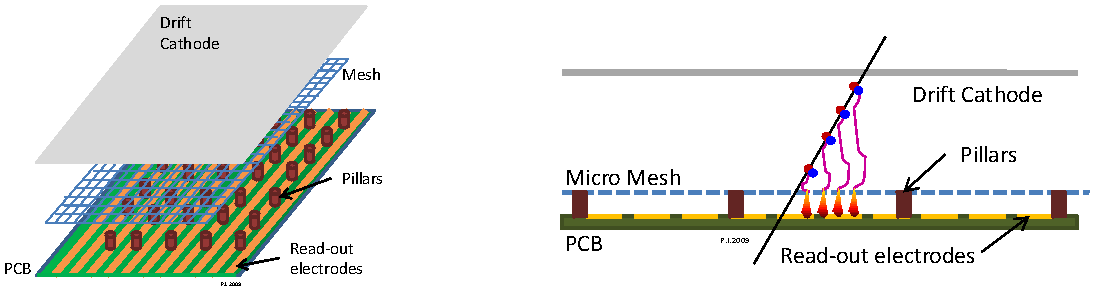 Drift
Cathode
Mesh
Pillars
Read-out
electrodes
PCB
P.I. 2009
Drift Cathode
Pillars
Micro Mesh
PCB
P.I.2009
Read-out electrodes